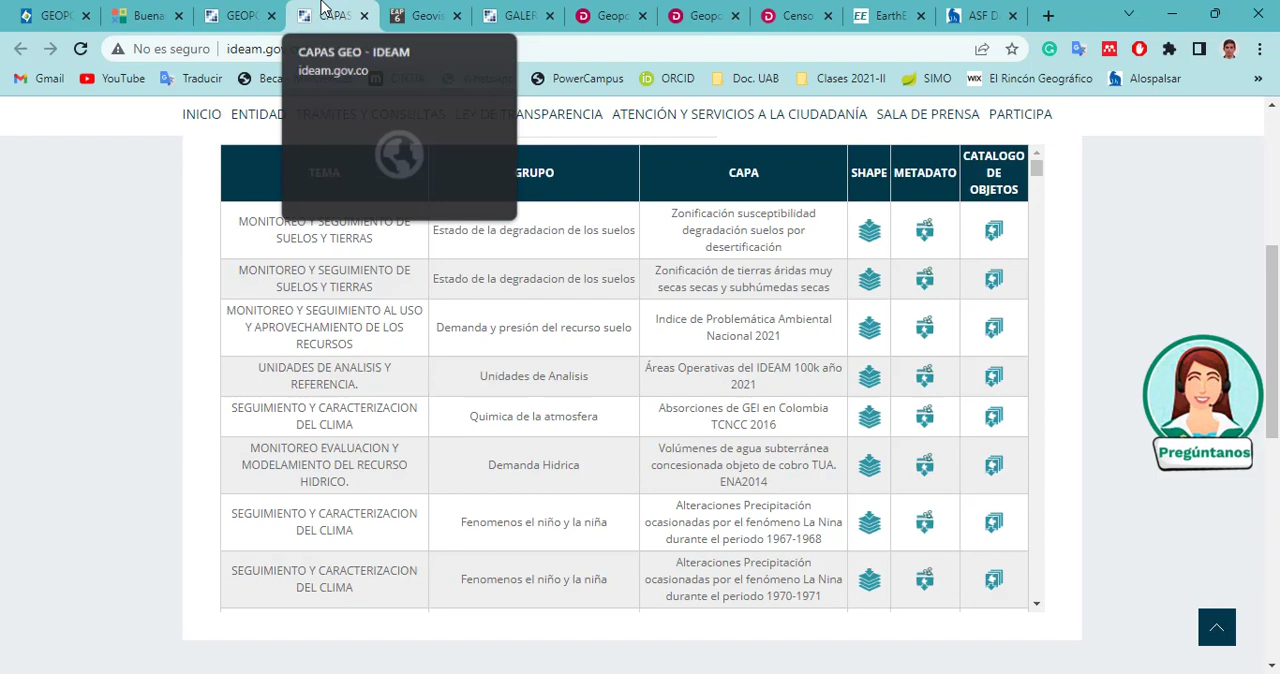 GEOPC
Buena
GEOPC
CAPAS
Geovis
GALER
Geopc
Geopc
Censo
EarthE
ASF D
No es seguro
ideam.gov
CAPAS GEO - IDEAM
ideam.gov.co
Gmail
YouTube
Traducir
Beca
PowerCampus
ORCID
Doc. UAB
Clases 2021-II
SIMO
El Rincón Geográfico
Alospalsar
»
INICIO ENTIDAD TRÁMITES Y CONSULTAS LEY DE TRANSPARENCIA ATENCIÓN Y SERVICIOS A LA CIUDADANÍA SALA DE PRENSA PARTICIPA
TEMA
GRUPO
CAPA
SHAPE
METADATO
CATALOGO
DE
OBJETOS
MONITOREO Y SEGUIMIENTO DE
SUELOS Y TIERRAS
Estado de la degradacion de los suelos
Zonificación susceptibilidad
degradación suelos por
desertificación
MONITOREO Y SEGUIMIENTO DE
SUELOS Y TIERRAS
Estado de la degradacion de los suelos
Zonificación de tierras áridas muy
secas secas y subhúmedas secas
MONITOREO Y SEGUIMIENTO AL USO
Y APROVECHAMIENTO DE LOS
RECURSOS
Demanda y presión del recurso suelo
Indice de Problemática Ambiental
Nacional 2021
UNIDADES DE ANALISIS Y
REFERENCIA.
Unidades de Analisis
Áreas Operativas del IDEAM 100k año
2021
SEGUIMIENTO Y CARACTERIZACION
DEL CLIMA
Quimica de la atmosfera
Absorciones de GEI en Colombia
TCNCC 2016
MONITOREO EVALUACION Y
MODELAMIENTO DEL RECURSO
HIDRICO.
Demanda Hidrica
Volúmenes de agua subterránea
concesionada objeto de cobro TUA.
ENA2014
SEGUIMIENTO Y CARACTERIZACION
DEL CLIMA
Fenomenos el niño y la niña
Alteraciones Precipitación
ocasionadas por el fenómeno La Nina
durante el periodo 1967-1968
SEGUIMIENTO Y CARACTERIZACION
DEL CLIMA
Fenomenos el niño y la niña
Alteraciones Precipitación
ocasionadas por el fenómeno La Nina
durante el periodo 1970-1971
Pregúntanos